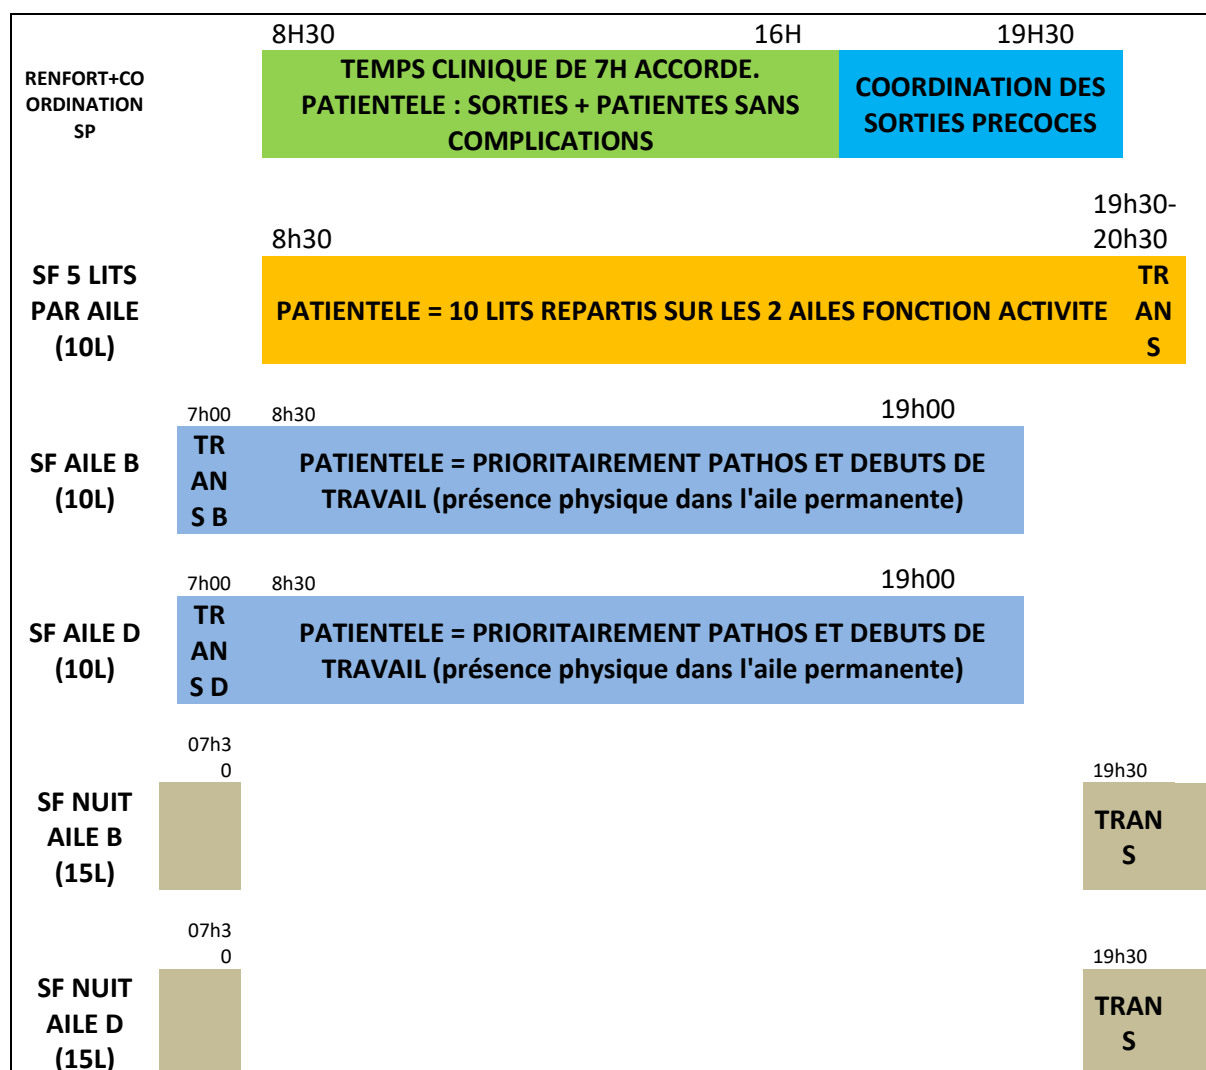 8H30 16H 19H30
RENFORT+CO
ORDINATION
SP
TEMPS CLINIQUE DE 7H ACCORDE.
PATIENTELE : SORTIES + PATIENTES SANS
COMPLICATIONS
COORDINATION DES
SORTIES PRECOCES
8h30
19h30-
20h30
SF 5 LITS
PAR AILE
(10L)
PATIENTELE = 10 LITS REPARTIS SUR LES 2 AILES FONCTION ACTIVITE
TR
AN
S
7h00 8h30 19h00
SF AILE B
(10L)
TR
AN
S B
PATIENTELE = PRIORITAIREMENT PATHOS ET DEBUTS DE
TRAVAIL (présence physique dans l'aile permanente)
7h00 8h30 19h00
SF AILE D
(10L)
TR
AN
S D
PATIENTELE = PRIORITAIREMENT PATHOS ET DEBUTS DE
TRAVAIL (présence physique dans l'aile permanente)
07h3
0
19h30
SF NUIT
AILE B
(15L)
TRAN
S
07h3
0
19h30
SF NUIT
AILE D
(15L)
TRAN
S